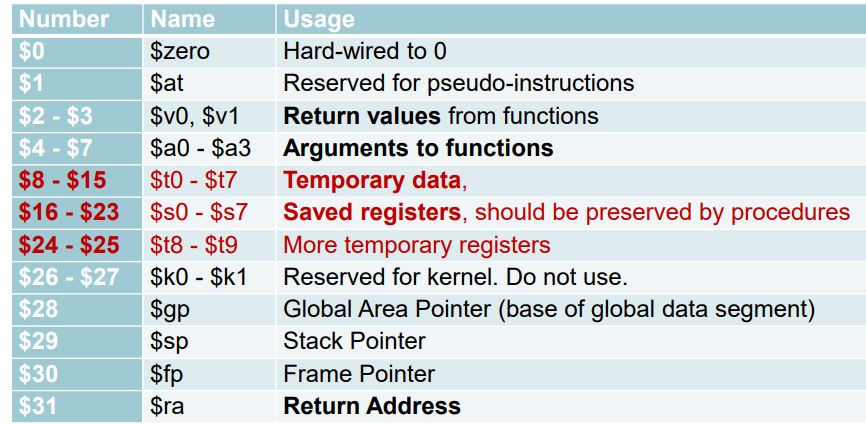 Number Name Usage
$0 $zero Hard-wired to 0
$1 $at Reserved for pseudo-instructions
$2 - $3 $v0, $v1 Return values from functions
$4 - $7 $a0 - $a3 Arguments to functions
$8 - $15 $t0 - $t7 Temporary data,
$16 - $23 $s0 - $s7 Saved registers, should be preserved by procedures
$24 - $25 $t8 - $t9 More temporary registers
$26 - $27 $k0 - $k1 Reserved for kernel. Do not use.
$28 $gp Global Area Pointer (base of global data segment)
$29 $sp Stack Pointer
$30 $fp Frame Pointer
$31 $ra Return Address